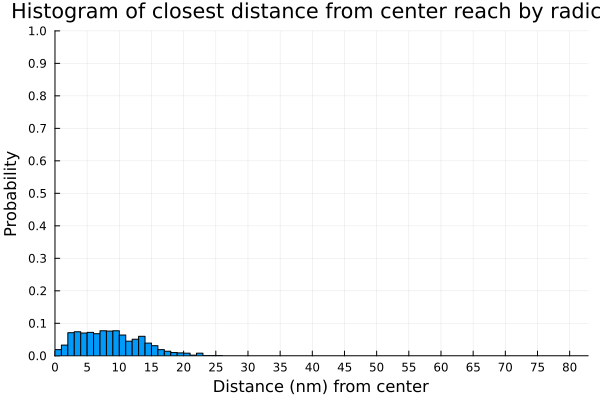 Histogram of closest distance from center reach by radic
1.0
0.9
0.8
0.7
0.6
0.5
0.4
0.3
0.2
0.1
0.0
Probability
0 5 10 15 20 25 30 35 40 45 50 55 60 65 70 75 80
Distance (nm) from center